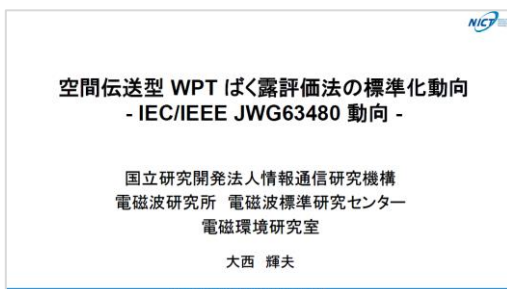 NICT
空間伝送型 WPT ばく露評価法の標準化動向
- IEC/IEEE JWG63480 動向 -
国立研究開発法人情報通信研究機構
電磁波研究所 電磁波標準研究センター
電磁環境研究室
大西 輝夫